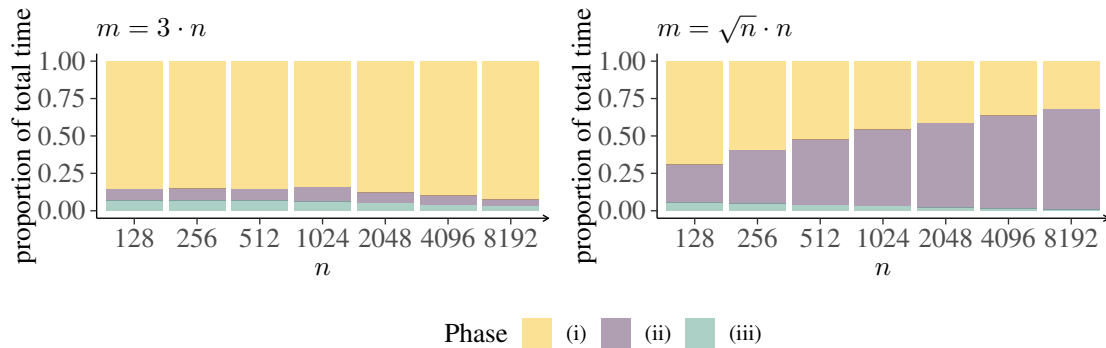 m = 3 · n
proportion of total time
1.00
0.75
0.50
0.25
0.00
128 256 512 1024 2048 4096 8192
n
m = √n · n
proportion of total time
1.00
0.75
0.50
0.25
0.00
128 256 512 1024 2048 4096 8192
n
Phase (i) (ii) (iii)